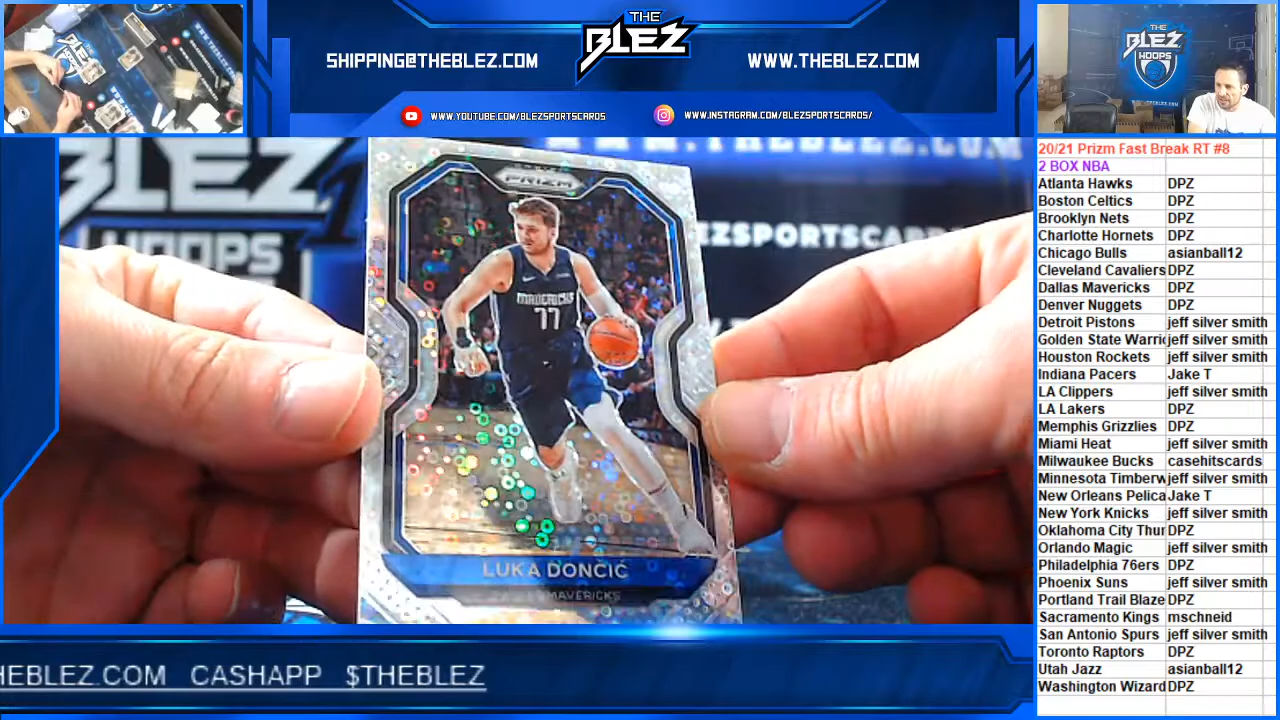 THE
BLEZ
SHIPPING@THEBLEZ.COM
WWW.THEBLEZ.COM
WWW.YOUTUBE.COM/BLEZSPORTSCARDS
WWW.INSTAGRAM.COM/BLEZSPORTSCARDS/
THE
BLEZ
HOOPS
BLEZ
HOOPS
WWW.THEBLEZ.COM
EZSPORTSCARD
PRIZM
MAVERICKS
77
LUKA DONČIĆ
MAVERICKS
20/21 Prizm Fast Break RT #8
2 BOX NBA
Atlanta Hawks DPZ
Boston Celtics DPZ
Brooklyn Nets DPZ
Charlotte Hornets DPZ
Chicago Bulls asianball12
Cleveland Cavaliers DPZ
Dallas Mavericks DPZ
Denver Nuggets DPZ
Detroit Pistons jeff silver smith
Golden State Warri jeff silver smith
Houston Rockets jeff silver smith
Indiana Pacers Jake T
LA Clippers jeff silver smith
LA Lakers DPZ
Memphis Grizzlies DPZ
Miami Heat jeff silver smith
Milwaukee Bucks casehitscards
Minnesota Timberw jeff silver smith
New Orleans Pelica Jake T
New York Knicks jeff silver smith
Oklahoma City Thur DPZ
Orlando Magic jeff silver smith
Philadelphia 76ers DPZ
Phoenix Suns jeff silver smith
Portland Trail Blaze DPZ
Sacramento Kings mschneid
San Antonio Spurs jeff silver smith
Toronto Raptors DPZ
Utah Jazz asianball12
Washington Wizard DPZ
HEBLEZ.COM CASHAPP $THEBLEZ